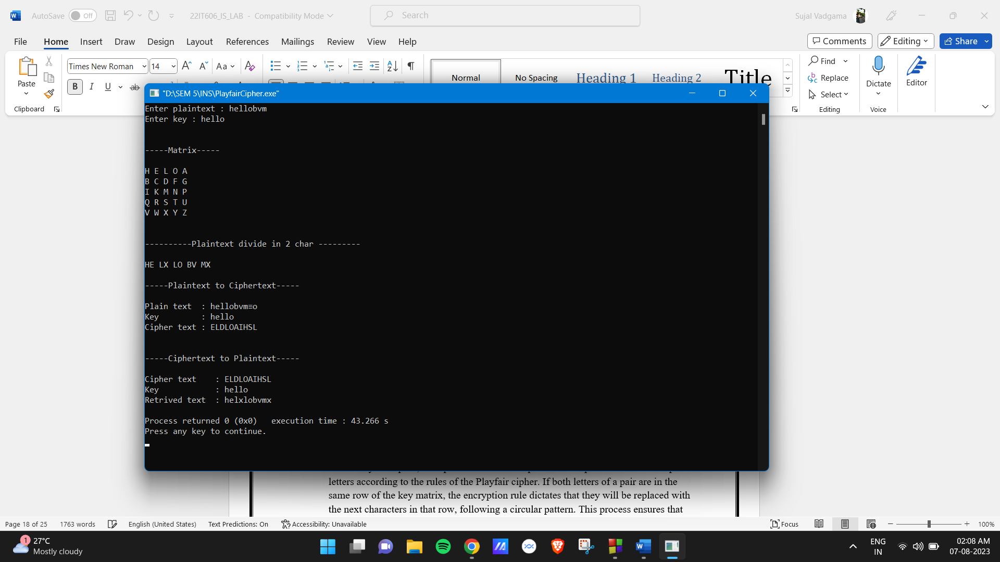 AutoSave Off 22IT606_IS_LAB - Compatibility Mode Search Sujal Vadgama
File Home Insert Draw Design Layout References Mailings Review View Help Comments Editing Share
Paste Times New Roman 14 Aa Normal No Spacing Heading 1 Heading 2 Title Find Dictate Editor
B I U ab Replace
Select
Clipboard Editing Voice
"D:\SEM 5\INS\PlayfairCipher.exe"
Enter plaintext : hellobvm
Enter key : hello
-----Matrix-----
H E L O A
B C D F G
I K M N P
Q R S T U
V W X Y Z
----------Plaintext divide in 2 char ---------
HE LX LO BV MX
-----Plaintext to Ciphertext-----
Plain text : hellobvm≡o
Key : hello
Cipher text : ELDLOAIHSL
-----Ciphertext to Plaintext-----
Cipher text : ELDLOAIHSL
Key : hello
Retrived text : helxlobvmx
Process returned 0 (0x0) execution time : 43.266 s
Press any key to continue.
letters according to the rules of the Playfair cipher. If both letters of a pair are in the
same row of the key matrix, the encryption rule dictates that they will be replaced with
the next characters in that row, following a circular pattern. This process ensures that
Page 18 of 25 1763 words English (United States) Text Predictions: On Accessibility: Unavailable Focus 100%
1 27°C
Mostly cloudy
ENG
IN
02:08 AM
07-08-2023